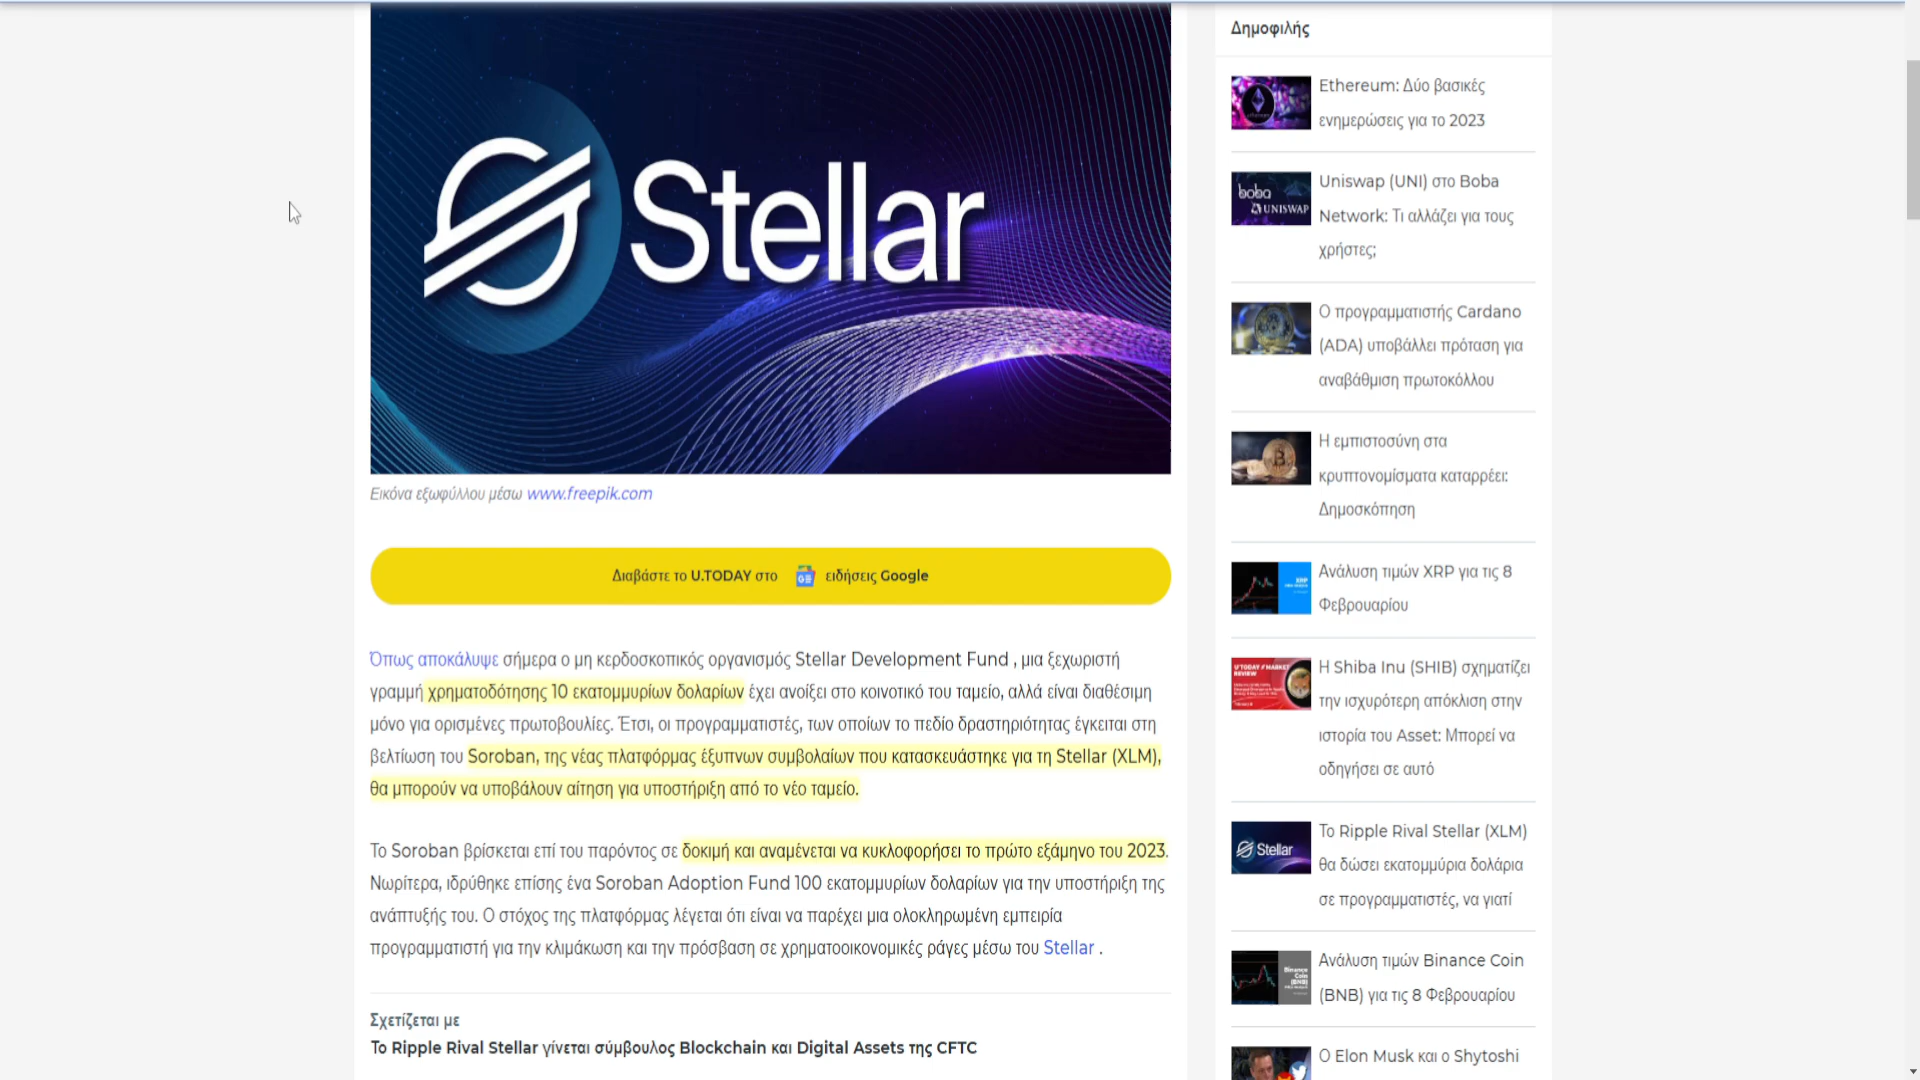 Stellar
Εικόνα εξωφύλλου μέσω www.freepik.com
Διαβάστε το U.TODAY στο ειδήσεις Google
Όπως αποκάλυψε σήμερα ο μη κερδοσκοπικός οργανισμός Stellar Development Fund , μια ξεχωριστή
γραμμή χρηματοδότησης 10 εκατομμυρίων δολαρίων έχει ανοίξει στο κοινοτικό του ταμείο, αλλά είναι διαθέσιμη
μόνο για ορισμένες πρωτοβουλίες. Έτσι, οι προγραμματιστές, των οποίων το πεδίο δραστηριότητας έγκειται στη
βελτίωση του Soroban, της νέας πλατφόρμας έξυπνων συμβολαίων που κατασκευάστηκε για τη Stellar (XLM),
θα μπορούν να υποβάλουν αίτηση για υποστήριξη από το νέο ταμείο.
Το Soroban βρίσκεται επί του παρόντος σε δοκιμή και αναμένεται να κυκλοφορήσει το πρώτο εξάμηνο του 2023.
Νωρίτερα, ιδρύθηκε επίσης ένα Soroban Adoption Fund 100 εκατομμυρίων δολαρίων για την υποστήριξη της
ανάπτυξής του. Ο στόχος της πλατφόρμας λέγεται ότι είναι να παρέχει μια ολοκληρωμένη εμπειρία
προγραμματιστή για την κλιμάκωση και την πρόσβαση σε χρηματοοικονομικές ράγες μέσω του Stellar .
Σχετίζεται με
Το Ripple Rival Stellar γίνεται σύμβουλος Blockchain και Digital Assets της CFTC
Δημοφιλής
Ethereum: Δύο βασικές
ενημερώσεις για το 2023
boba
UNISWAP
Uniswap (UNI) στο Boba
Network: Τι αλλάζει για τους
χρήστες;
Ο προγραμματιστής Cardano
(ADA) υποβάλλει πρόταση για
αναβάθμιση πρωτοκόλλου
Η εμπιστοσύνη στα
κρυπτονομίσματα καταρρέει:
Δημοσκόπηση
XRP
Ανάλυση τιμών XRP για τις 8
Φεβρουαρίου
U'TODAY // MARKET
REVIEW
Η Shiba Inu (SHIB) σχηματίζει
την ισχυρότερη απόκλιση στην
ιστορία του Asset: Μπορεί να
οδηγήσει σε αυτό
Stellar
Το Ripple Rival Stellar (XLM)
θα δώσει εκατομμύρια δολάρια
σε προγραμματιστές, να γιατί
Binance
Coin
(BNB)
Ανάλυση τιμών Binance Coin
(BNB) για τις 8 Φεβρουαρίου
Ο Elon Musk και ο Shytoshi